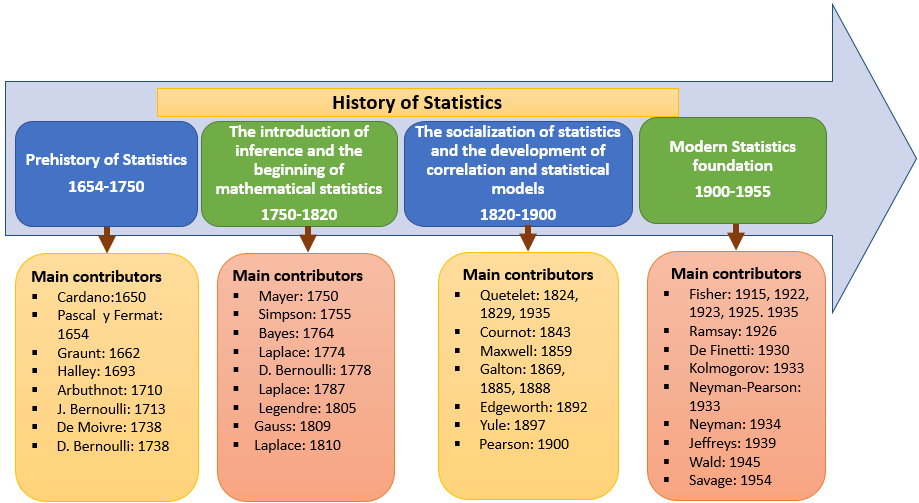 History of Statistics
Prehistory of Statistics
1654-1750
The introduction of
inference and the
beginning of
mathematical statistics
1750-1820
The socialization of statistics
and the development of
correlation and statistical
models
1820-1900
Modern Statistics
foundation
1900-1955
Main contributors
▪ Cardano:1650
▪ Pascal y Fermat:
1654
▪ Graunt: 1662
▪ Halley: 1693
▪ Arbuthnot: 1710
▪ J. Bernoulli: 1713
▪ De Moivre: 1738
▪ D. Bernoulli: 1738
Main contributors
▪ Mayer: 1750
▪ Simpson: 1755
▪ Bayes: 1764
▪ Laplace: 1774
▪ D. Bernoulli: 1778
▪ Laplace: 1787
▪ Legendre: 1805
▪ Gauss: 1809
▪ Laplace: 1810
Main contributors
▪ Quetelet: 1824,
1829, 1935
▪ Cournot: 1843
▪ Maxwell: 1859
▪ Galton: 1869,
1885, 1888
▪ Edgeworth: 1892
▪ Yule: 1897
▪ Pearson: 1900
Main contributors
▪ Fisher: 1915, 1922,
1923, 1925. 1935
▪ Ramsay: 1926
▪ De Finetti: 1930
▪ Kolmogorov: 1933
▪ Neyman-Pearson:
1933
▪ Neyman: 1934
▪ Jeffreys: 1939
▪ Wald: 1945
▪ Savage: 1954